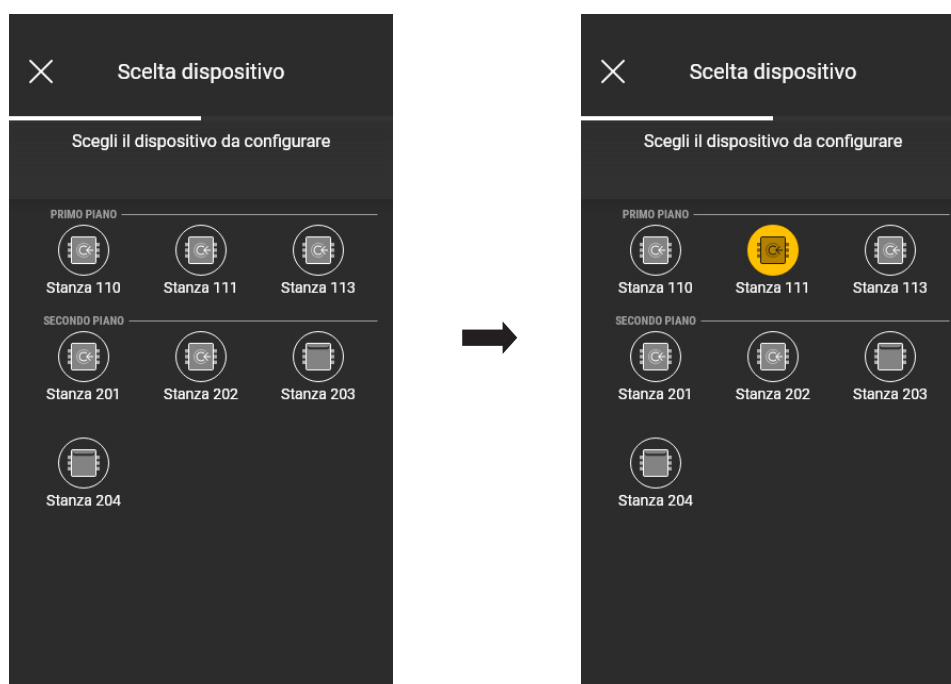 Scelta dispositivo
Scegli il dispositivo da configurare
PRIMO PIANO
Stanza 110 Stanza 111 Stanza 113
SECONDO PIANO
Stanza 201 Stanza 202 Stanza 203
Stanza 204
Scelta dispositivo
Scegli il dispositivo da configurare
PRIMO PIANO
Stanza 110 Stanza 111 Stanza 113
SECONDO PIANO
Stanza 201 Stanza 202 Stanza 203
Stanza 204